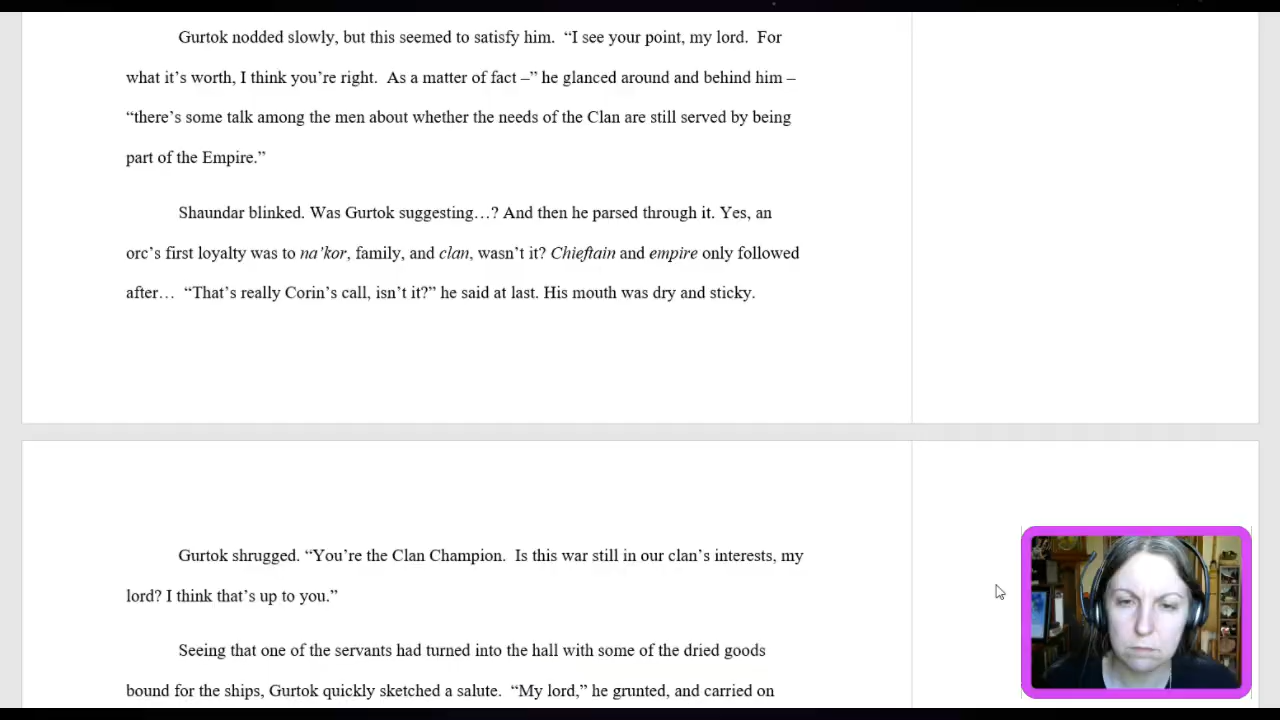 Gurtok nodded slowly, but this seemed to satisfy him.  “I see your point, my lord.  For
what it’s worth, I think you’re right.  As a matter of fact –” he glanced around and behind him –
“there’s some talk among the men about whether the needs of the Clan are still served by being
part of the Empire.”
Shaundar blinked. Was Gurtok suggesting…? And then he parsed through it. Yes, an
orc’s first loyalty was to na’kor, family, and clan, wasn’t it? Chieftain and empire only followed
after…  “That’s really Corin’s call, isn’t it?” he said at last. His mouth was dry and sticky.
Gurtok shrugged. “You’re the Clan Champion.  Is this war still in our clan’s interests, my
lord? I think that’s up to you.”
Seeing that one of the servants had turned into the hall with some of the dried goods
bound for the ships, Gurtok quickly sketched a salute.  “My lord,” he grunted, and carried on